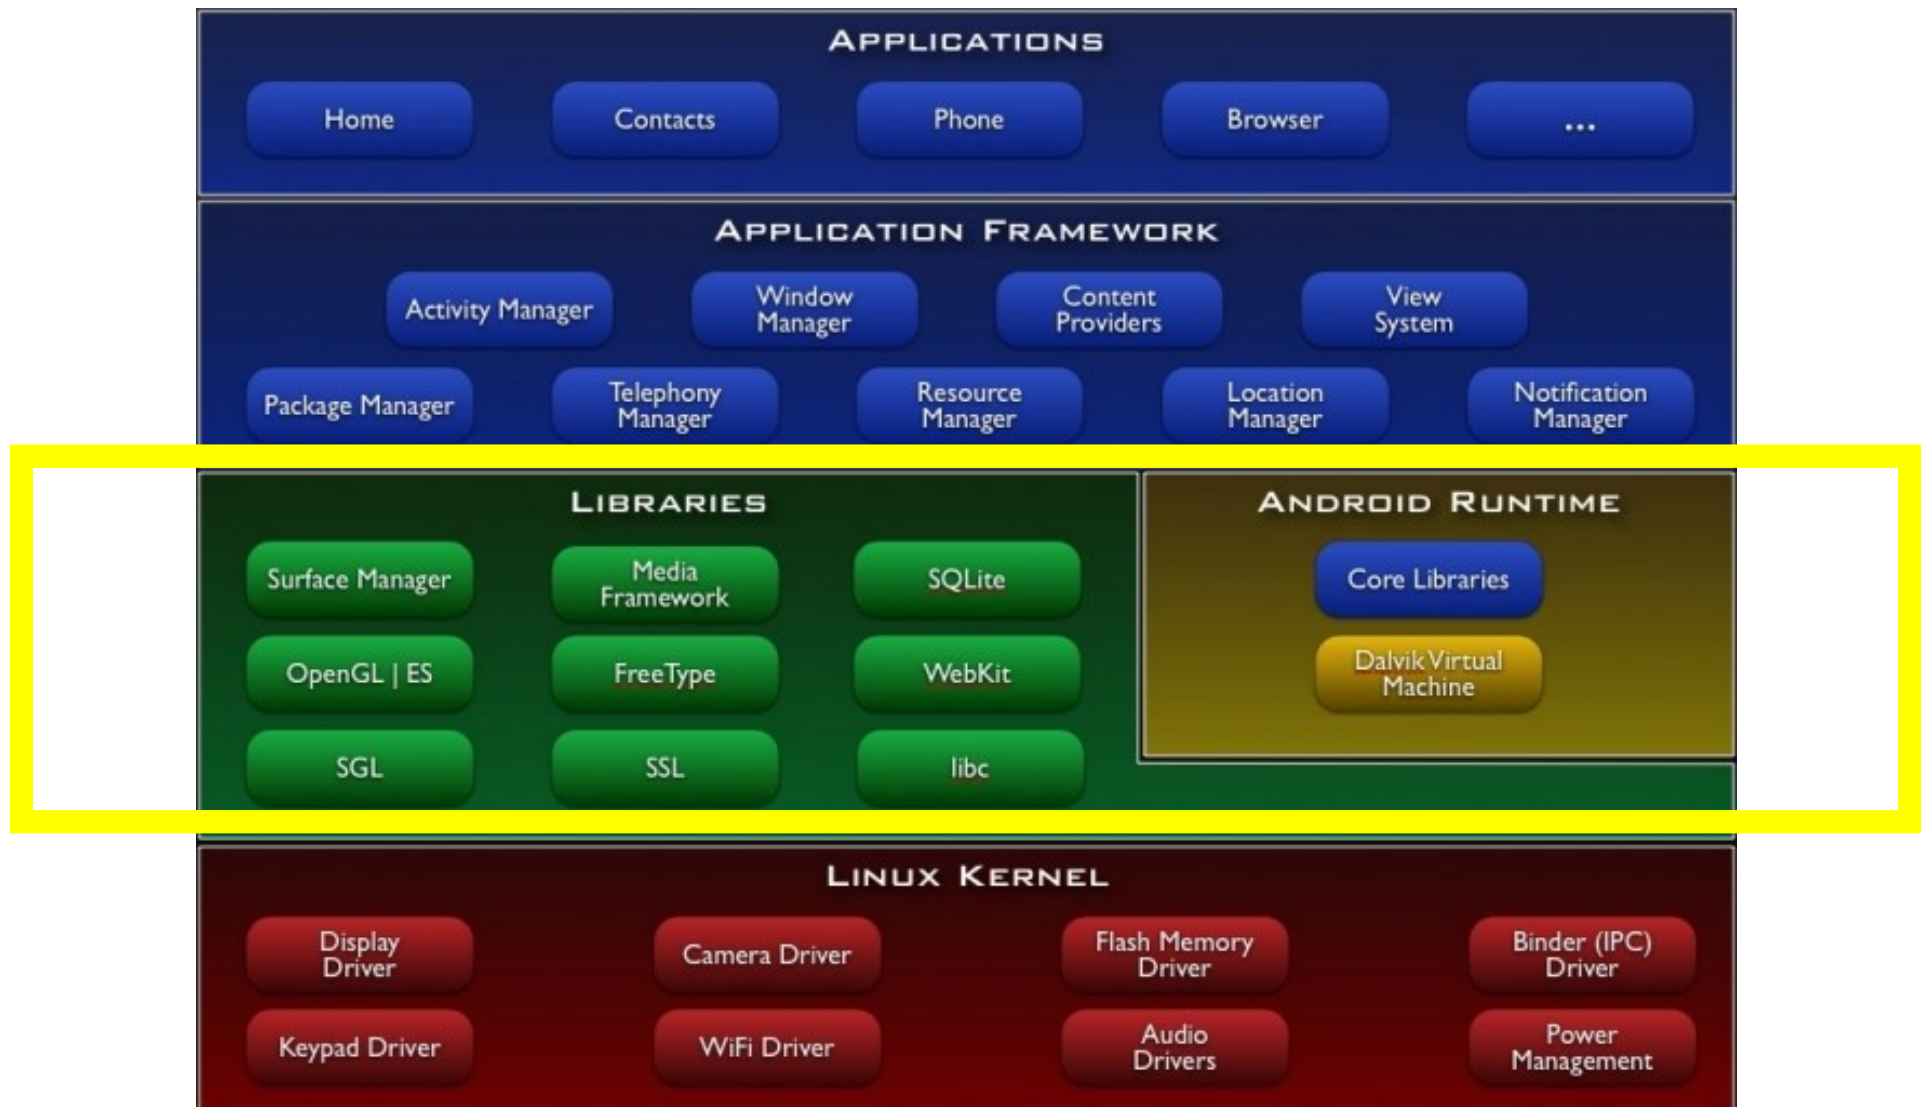 APPLICATIONS
Home
Contacts
Phone
Browser
...
APPLICATION FRAMEWORK
Activity Manager
Window
Manager
Content
Providers
View
System
Package Manager
Telephony
Manager
Resource
Manager
Location
Manager
Notification
Manager
LIBRARIES
Surface Manager
Media
Framework
SQLite
OpenGL | ES
FreeType
WebKit
SGL
SSL
libc
ANDROID RUNTIME
Core Libraries
Dalvik Virtual
Machine
LINUX KERNEL
Display
Driver
Camera Driver
Flash Memory
Driver
Binder (IPC)
Driver
Keypad Driver
WiFi Driver
Audio
Drivers
Power
Management